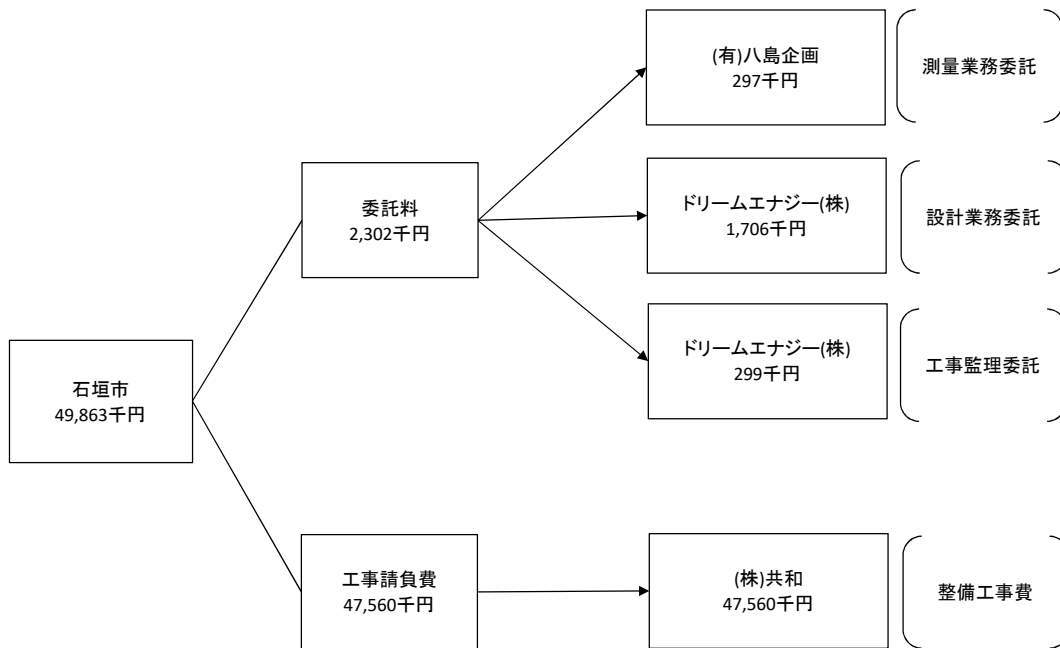 (有)八島企画
297千円
測量業務委託
委託料
2,302千円
ドリームエナジー(株)
1,706千円
設計業務委託
ドリームエナジー(株)
299千円
工事監理委託
石垣市
49,863千円
工事請負費
47,560千円
(株)共和
47,560千円
整備工事費